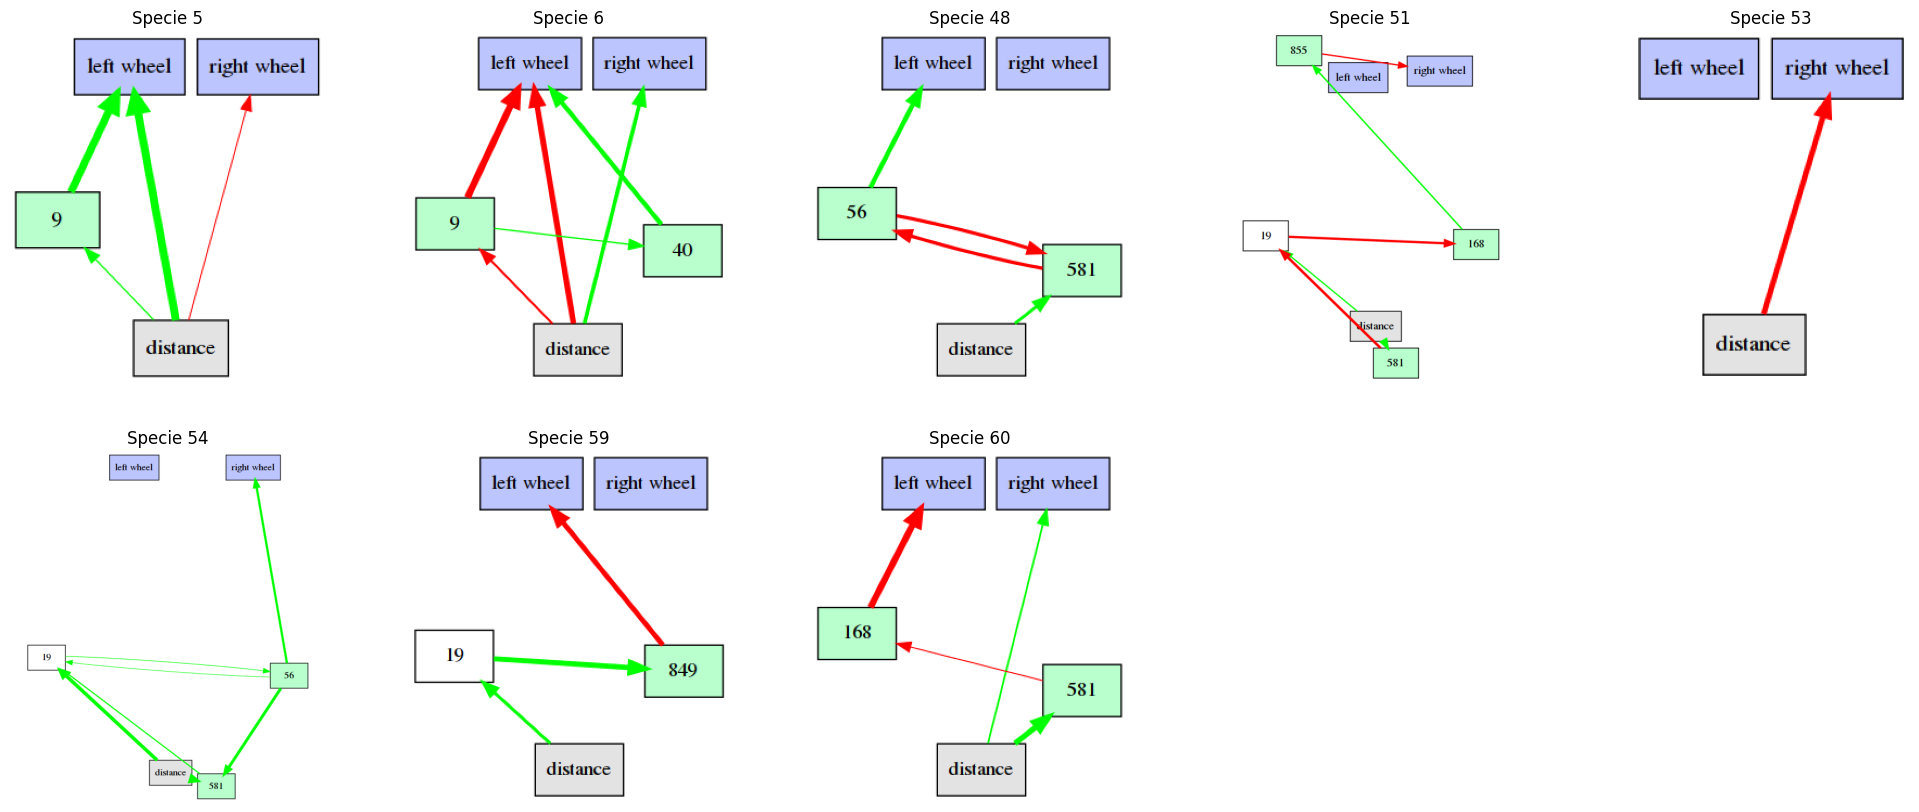 Specie 5
left wheel
right wheel
9
distance
Specie 6
left wheel
right wheel
9
40
distance
Specie 48
left wheel
right wheel
56
581
distance
Specie 51
855
left wheel
right wheel
19
168
distance
581
Specie 53
left wheel
right wheel
distance
Specie 54
left wheel
right wheel
19
56
distance
581
Specie 59
left wheel
right wheel
19
849
distance
Specie 60
left wheel
right wheel
168
581
distance